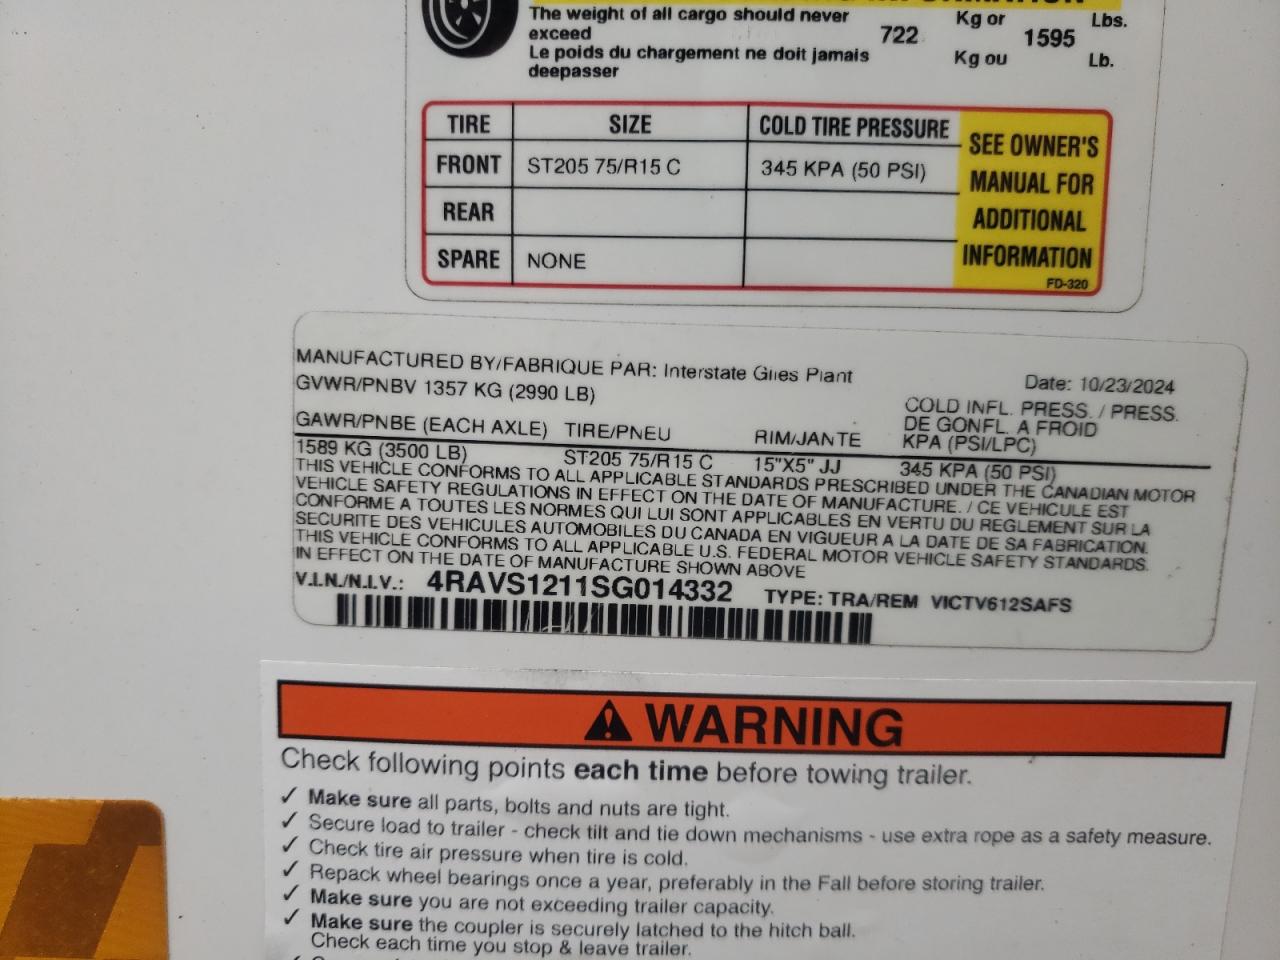 The weight of all cargo should never
exceed 722 Kg or 1595 Lbs.
Le poids du chargement ne doit jamais
deepasser Kg ou Lb.
TIRE SIZE COLD TIRE PRESSURE
FRONT ST205 75/R15 C 345 KPA (50 PSI)
REAR
SPARE NONE
SEE OWNER'S
MANUAL FOR
ADDITIONAL
INFORMATION
FD-320
MANUFACTURED BY/FABRIQUE PAR: Interstate Giles Plant
GVWR/PNBV 1357 KG (2990 LB) Date: 10/23/2024
GAWR/PNBE (EACH AXLE) TIRE/PNEU RIM/JANTE COLD INFL. PRESS. / PRESS.
DE GONFL. A FROID
KPA (PSI/LPC)
1589 KG (3500 LB) ST205 75/R15 C 15"X5" JJ 345 KPA (50 PSI)
THIS VEHICLE CONFORMS TO ALL APPLICABLE STANDARDS PRESCRIBED UNDER THE CANADIAN MOTOR
VEHICLE SAFETY REGULATIONS IN EFFECT ON THE DATE OF MANUFACTURE. / CE VEHICULE EST
CONFORME A TOUTES LES NORMES QUI LUI SONT APPLICABLES EN VERTU DU REGLEMENT SUR LA
SECURITE DES VEHICULES AUTOMOBILES DU CANADA EN VIGUEUR A LA DATE DE SA FABRICATION.
THIS VEHICLE CONFORMS TO ALL APPLICABLE U.S. FEDERAL MOTOR VEHICLE SAFETY STANDARDS.
IN EFFECT ON THE DATE OF MANUFACTURE SHOWN ABOVE
V.I.N./N.I.V.: 4RAVS1211SG014332 TYPE: TRA/REM VICTV612SAFS
WARNING
Check following points each time before towing trailer.
✓ Make sure all parts, bolts and nuts are tight.
✓ Secure load to trailer - check tilt and tie down mechanisms - use extra rope as a safety measure.
✓ Check tire air pressure when tire is cold.
✓ Repack wheel bearings once a year, preferably in the Fall before storing trailer.
✓ Make sure you are not exceeding trailer capacity.
✓ Make sure the coupler is securely latched to the hitch ball.
Check each time you stop & leave trailer.